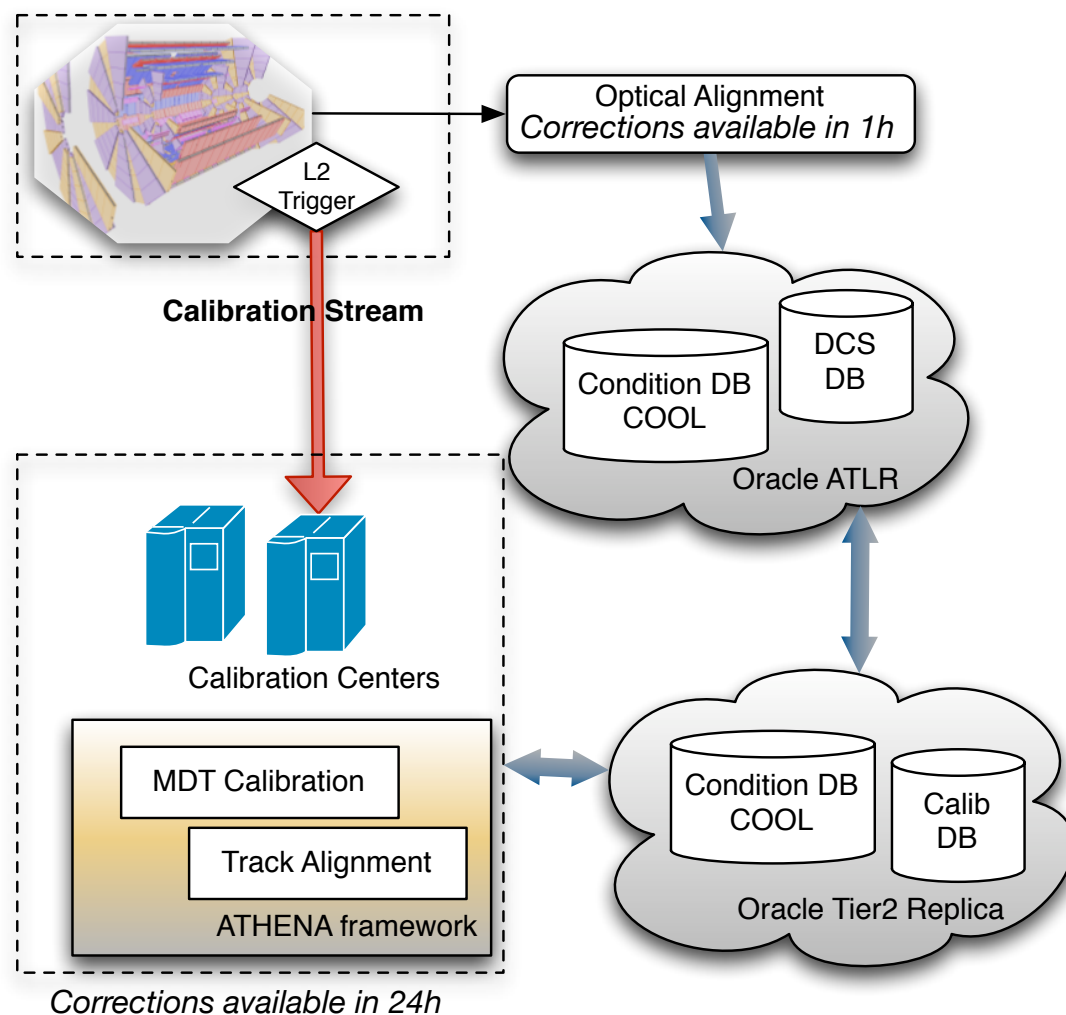 Optical Alignment
Corrections available in 1h
L2
Trigger
Calibration Stream
DCS
DB
Condition DB
COOL
Oracle ATLR
Calibration Centers
MDT Calibration
Track Alignment
ATHENA framework
Condition DB
COOL
Calib
DB
Oracle Tier2 Replica
Corrections available in 24h